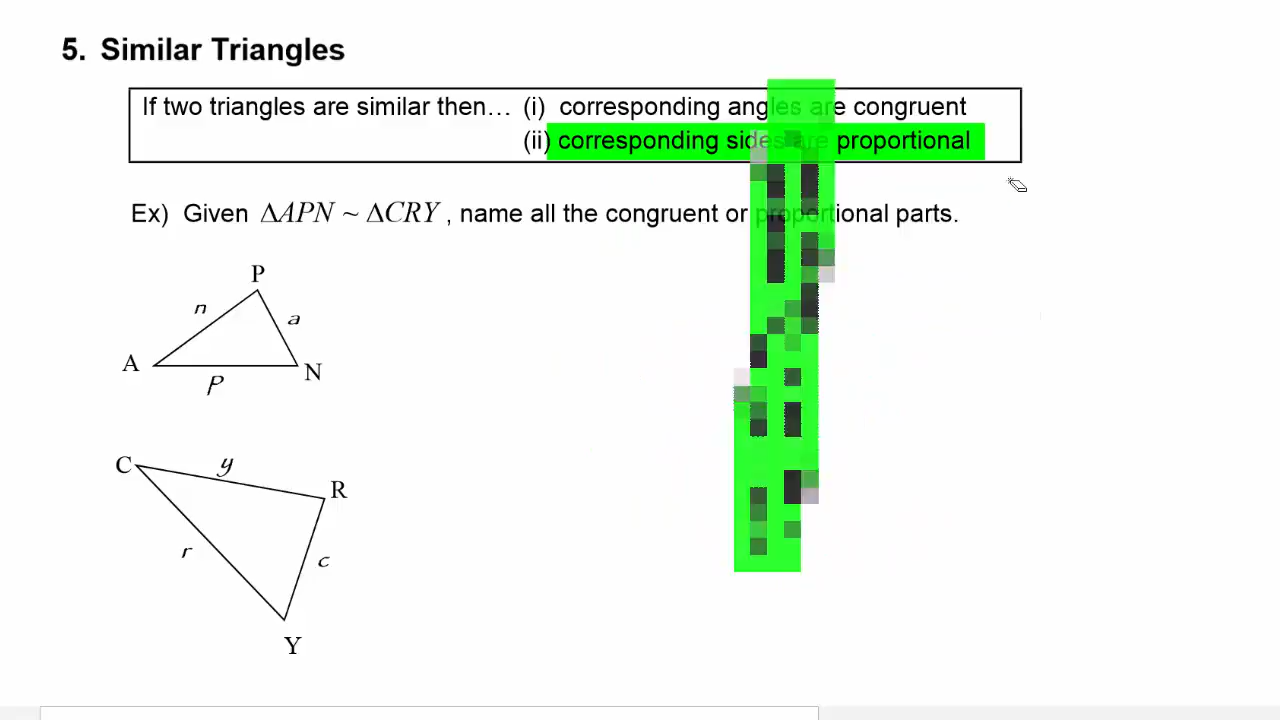 5. Similar Triangles
If two triangles are similar then… (i) corresponding angles are congruent
(ii) corresponding sides are proportional
Ex) Given ΔAPN ~ ΔCRY , name all the congruent or proportional parts.
P
n
a
A
N
P
C
y
R
r
c
Y